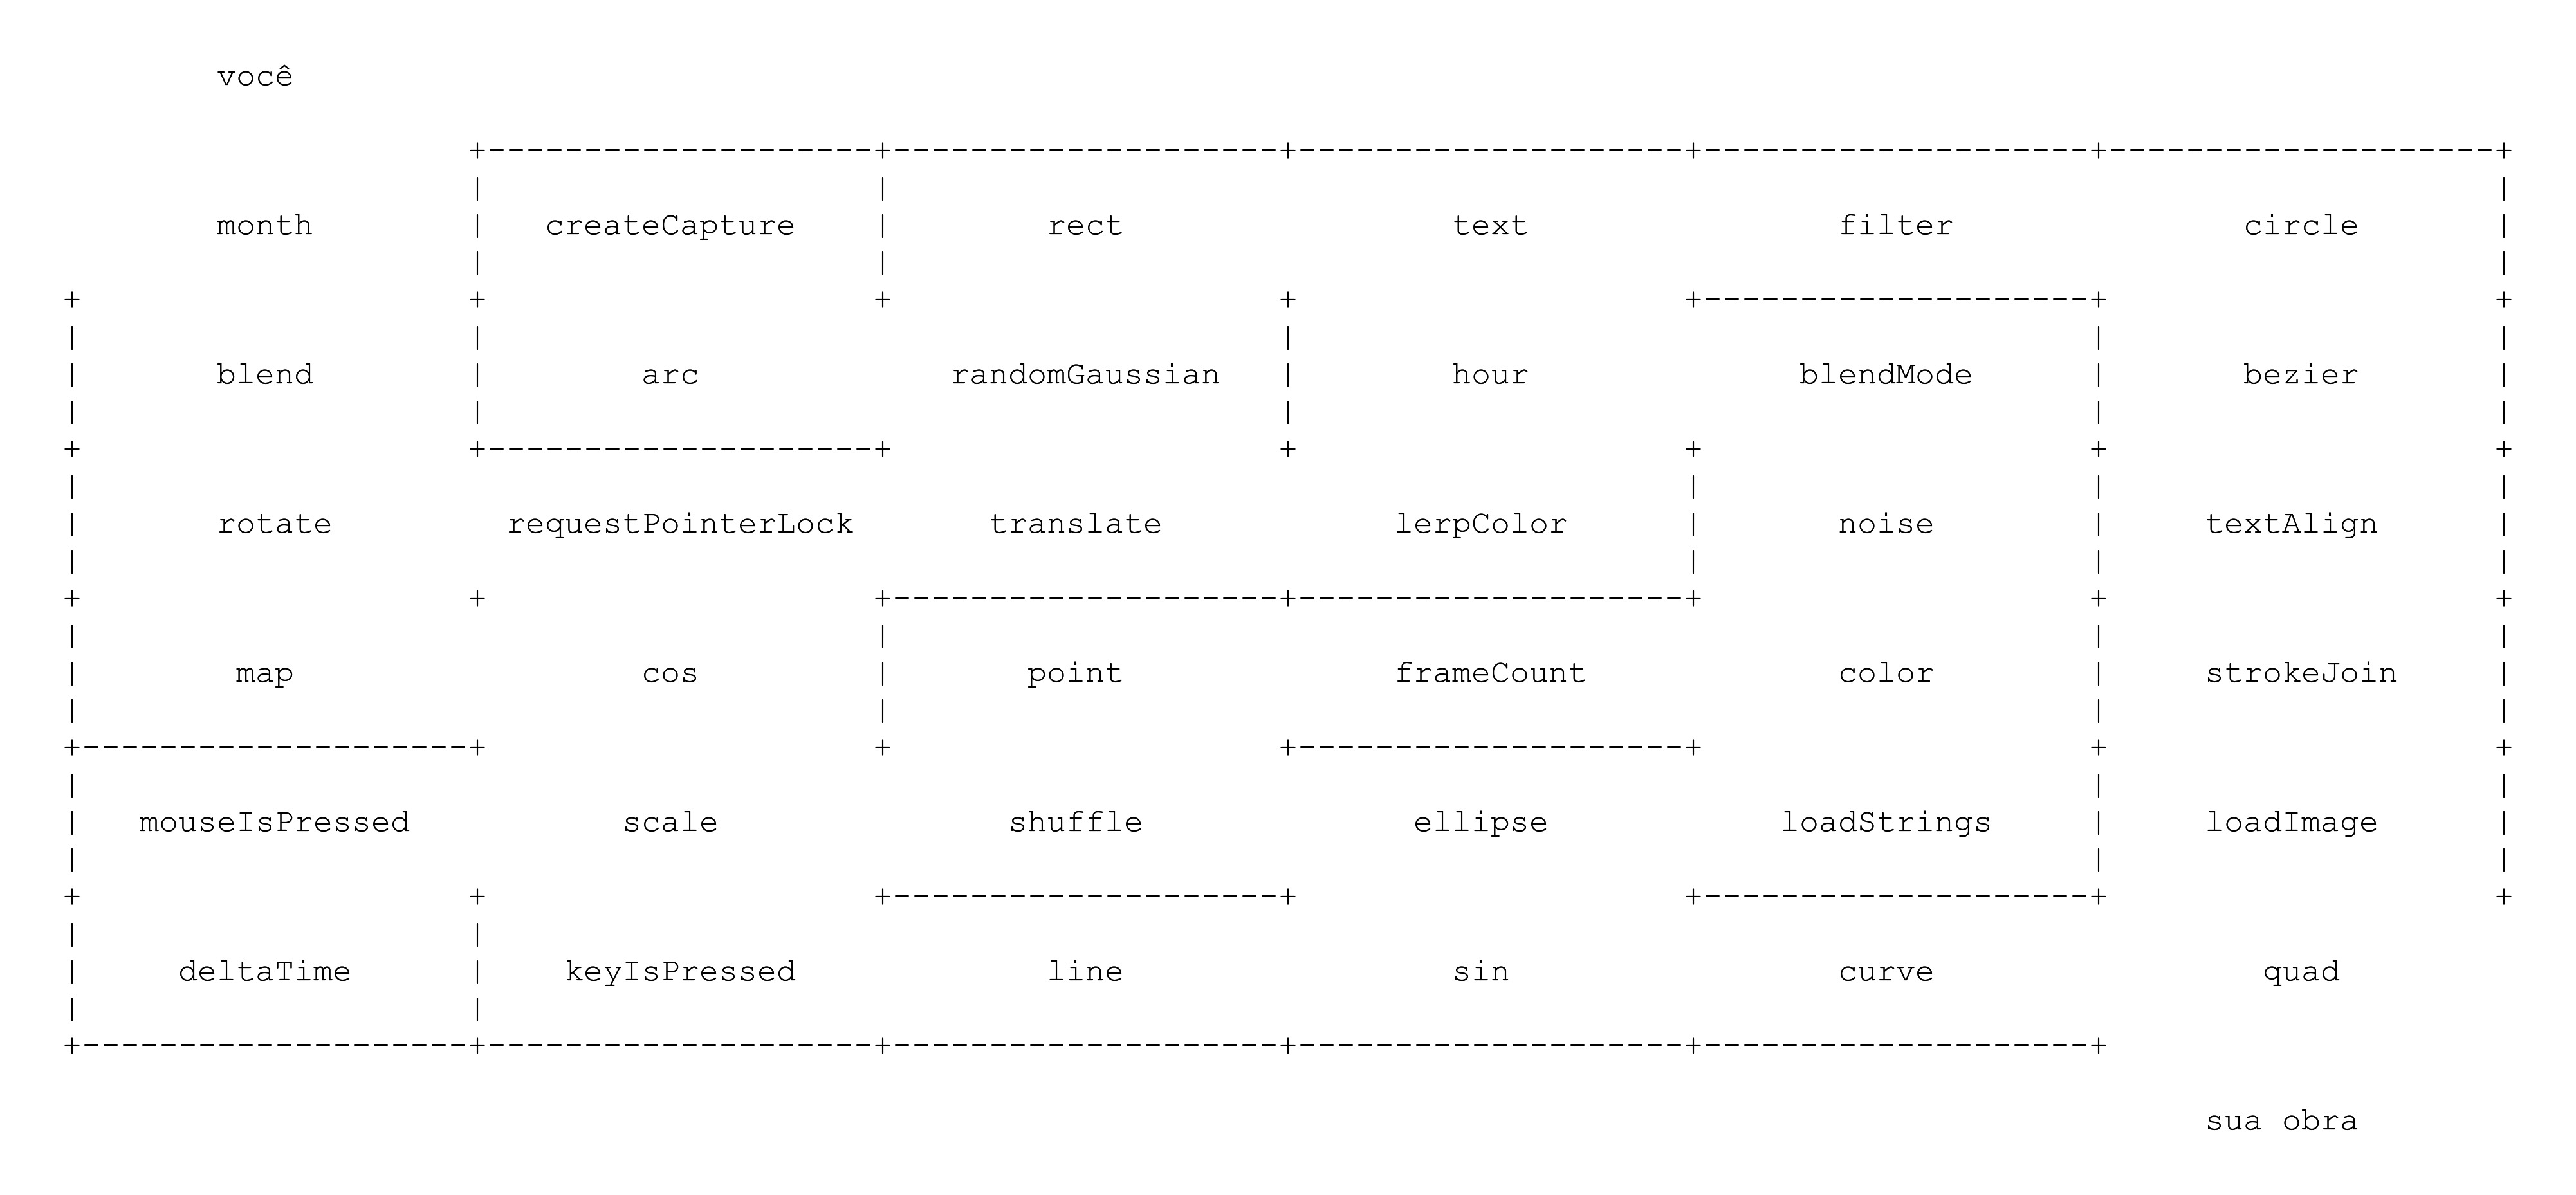 você
month createCapture rect text filter circle
blend arc randomGaussian hour blendMode bezier
rotate requestPointerLock translate lerpColor noise textAlign
map cos point frameCount color strokeJoin
mouseIsPressed scale shuffle ellipse loadStrings loadImage
deltaTime keyIsPressed line sin curve quad
sua obra